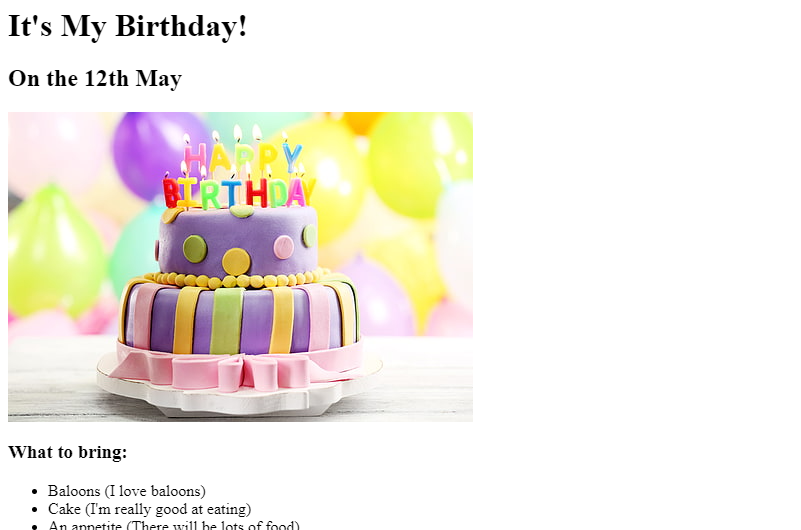 It's My Birthday!
On the 12th May
HAPPY
BIRTHDAY
What to bring:
Baloons (I love baloons)
Cake (I'm really good at eating)
An appetite (There will be lots of food)